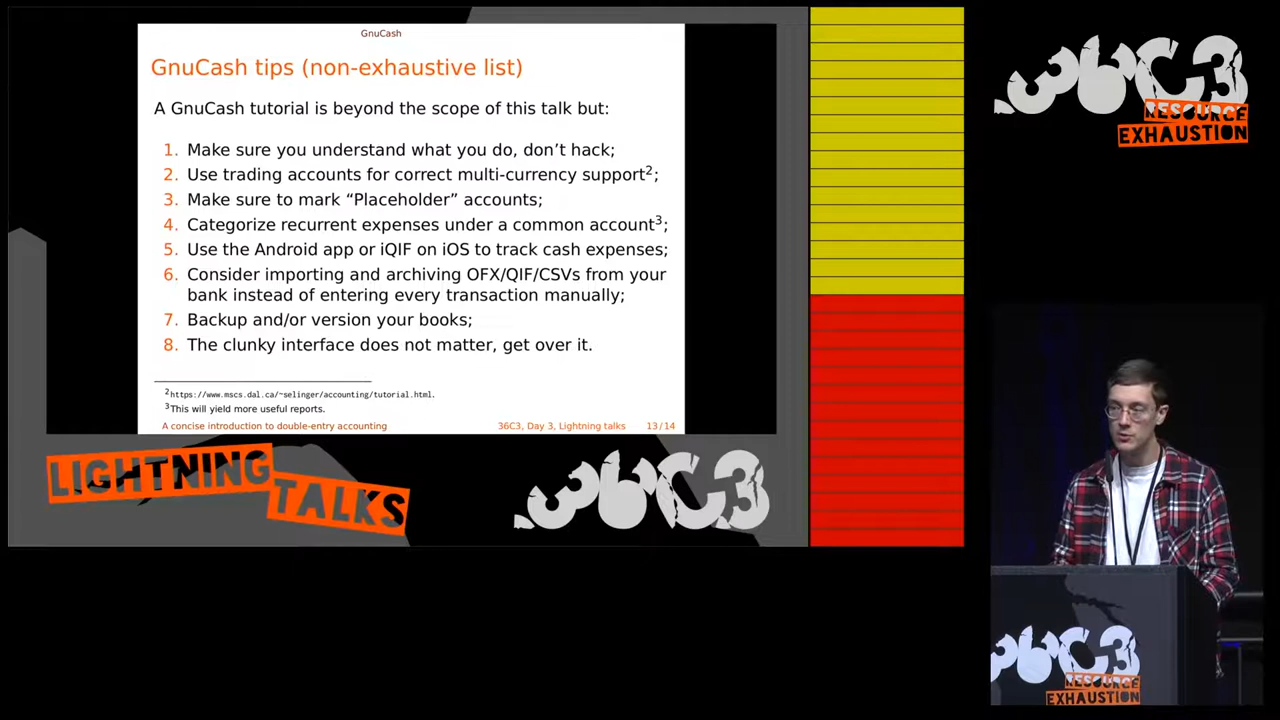 GnuCash
GnuCash tips (non-exhaustive list)
A GnuCash tutorial is beyond the scope of this talk but:
1. Make sure you understand what you do, don’t hack;
2. Use trading accounts for correct multi-currency support2;
3. Make sure to mark “Placeholder” accounts;
4. Categorize recurrent expenses under a common account3;
5. Use the Android app or iQIF on iOS to track cash expenses;
6. Consider importing and archiving OFX/QIF/CSVs from your
bank instead of entering every transaction manually;
7. Backup and/or version your books;
8. The clunky interface does not matter, get over it.
2https://www.mscs.dal.ca/~selinger/accounting/tutorial.html.
3This will yield more useful reports.
A concise introduction to double-entry accounting
36C3, Day 3, Lightning talks 13/14
LIGHTNING
TALKS
36C3
36C3
RESOURCE
EXHAUSTION
36C3
RESOURCE
EXHAUSTION